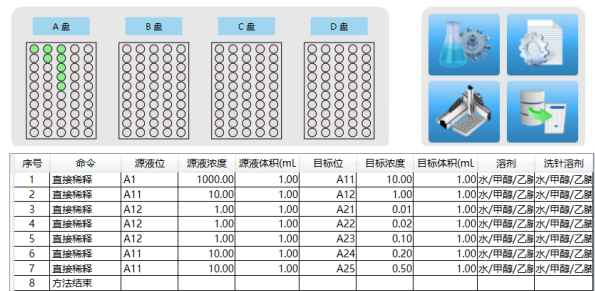 A 盘 B 盘 C 盘 D 盘
序号 命令 源液位 源液浓度 源液体积(mL 目标位 目标浓度 目标体积(mL 溶剂 洗针溶剂
1 直接稀释 A1 1000.00 1.00 A11 10.00 1.00 水/甲醇/乙腈 水/甲醇/乙腈
2 直接稀释 A11 10.00 1.00 A12 1.00 1.00 水/甲醇/乙腈 水/甲醇/乙腈
3 直接稀释 A12 1.00 1.00 A21 0.01 1.00 水/甲醇/乙腈 水/甲醇/乙腈
4 直接稀释 A12 1.00 1.00 A22 0.02 1.00 水/甲醇/乙腈 水/甲醇/乙腈
5 直接稀释 A12 1.00 1.00 A23 0.10 1.00 水/甲醇/乙腈 水/甲醇/乙腈
6 直接稀释 A11 10.00 1.00 A24 0.20 1.00 水/甲醇/乙腈 水/甲醇/乙腈
7 直接稀释 A11 10.00 1.00 A25 0.50 1.00 水/甲醇/乙腈 水/甲醇/乙腈
8 方法结束